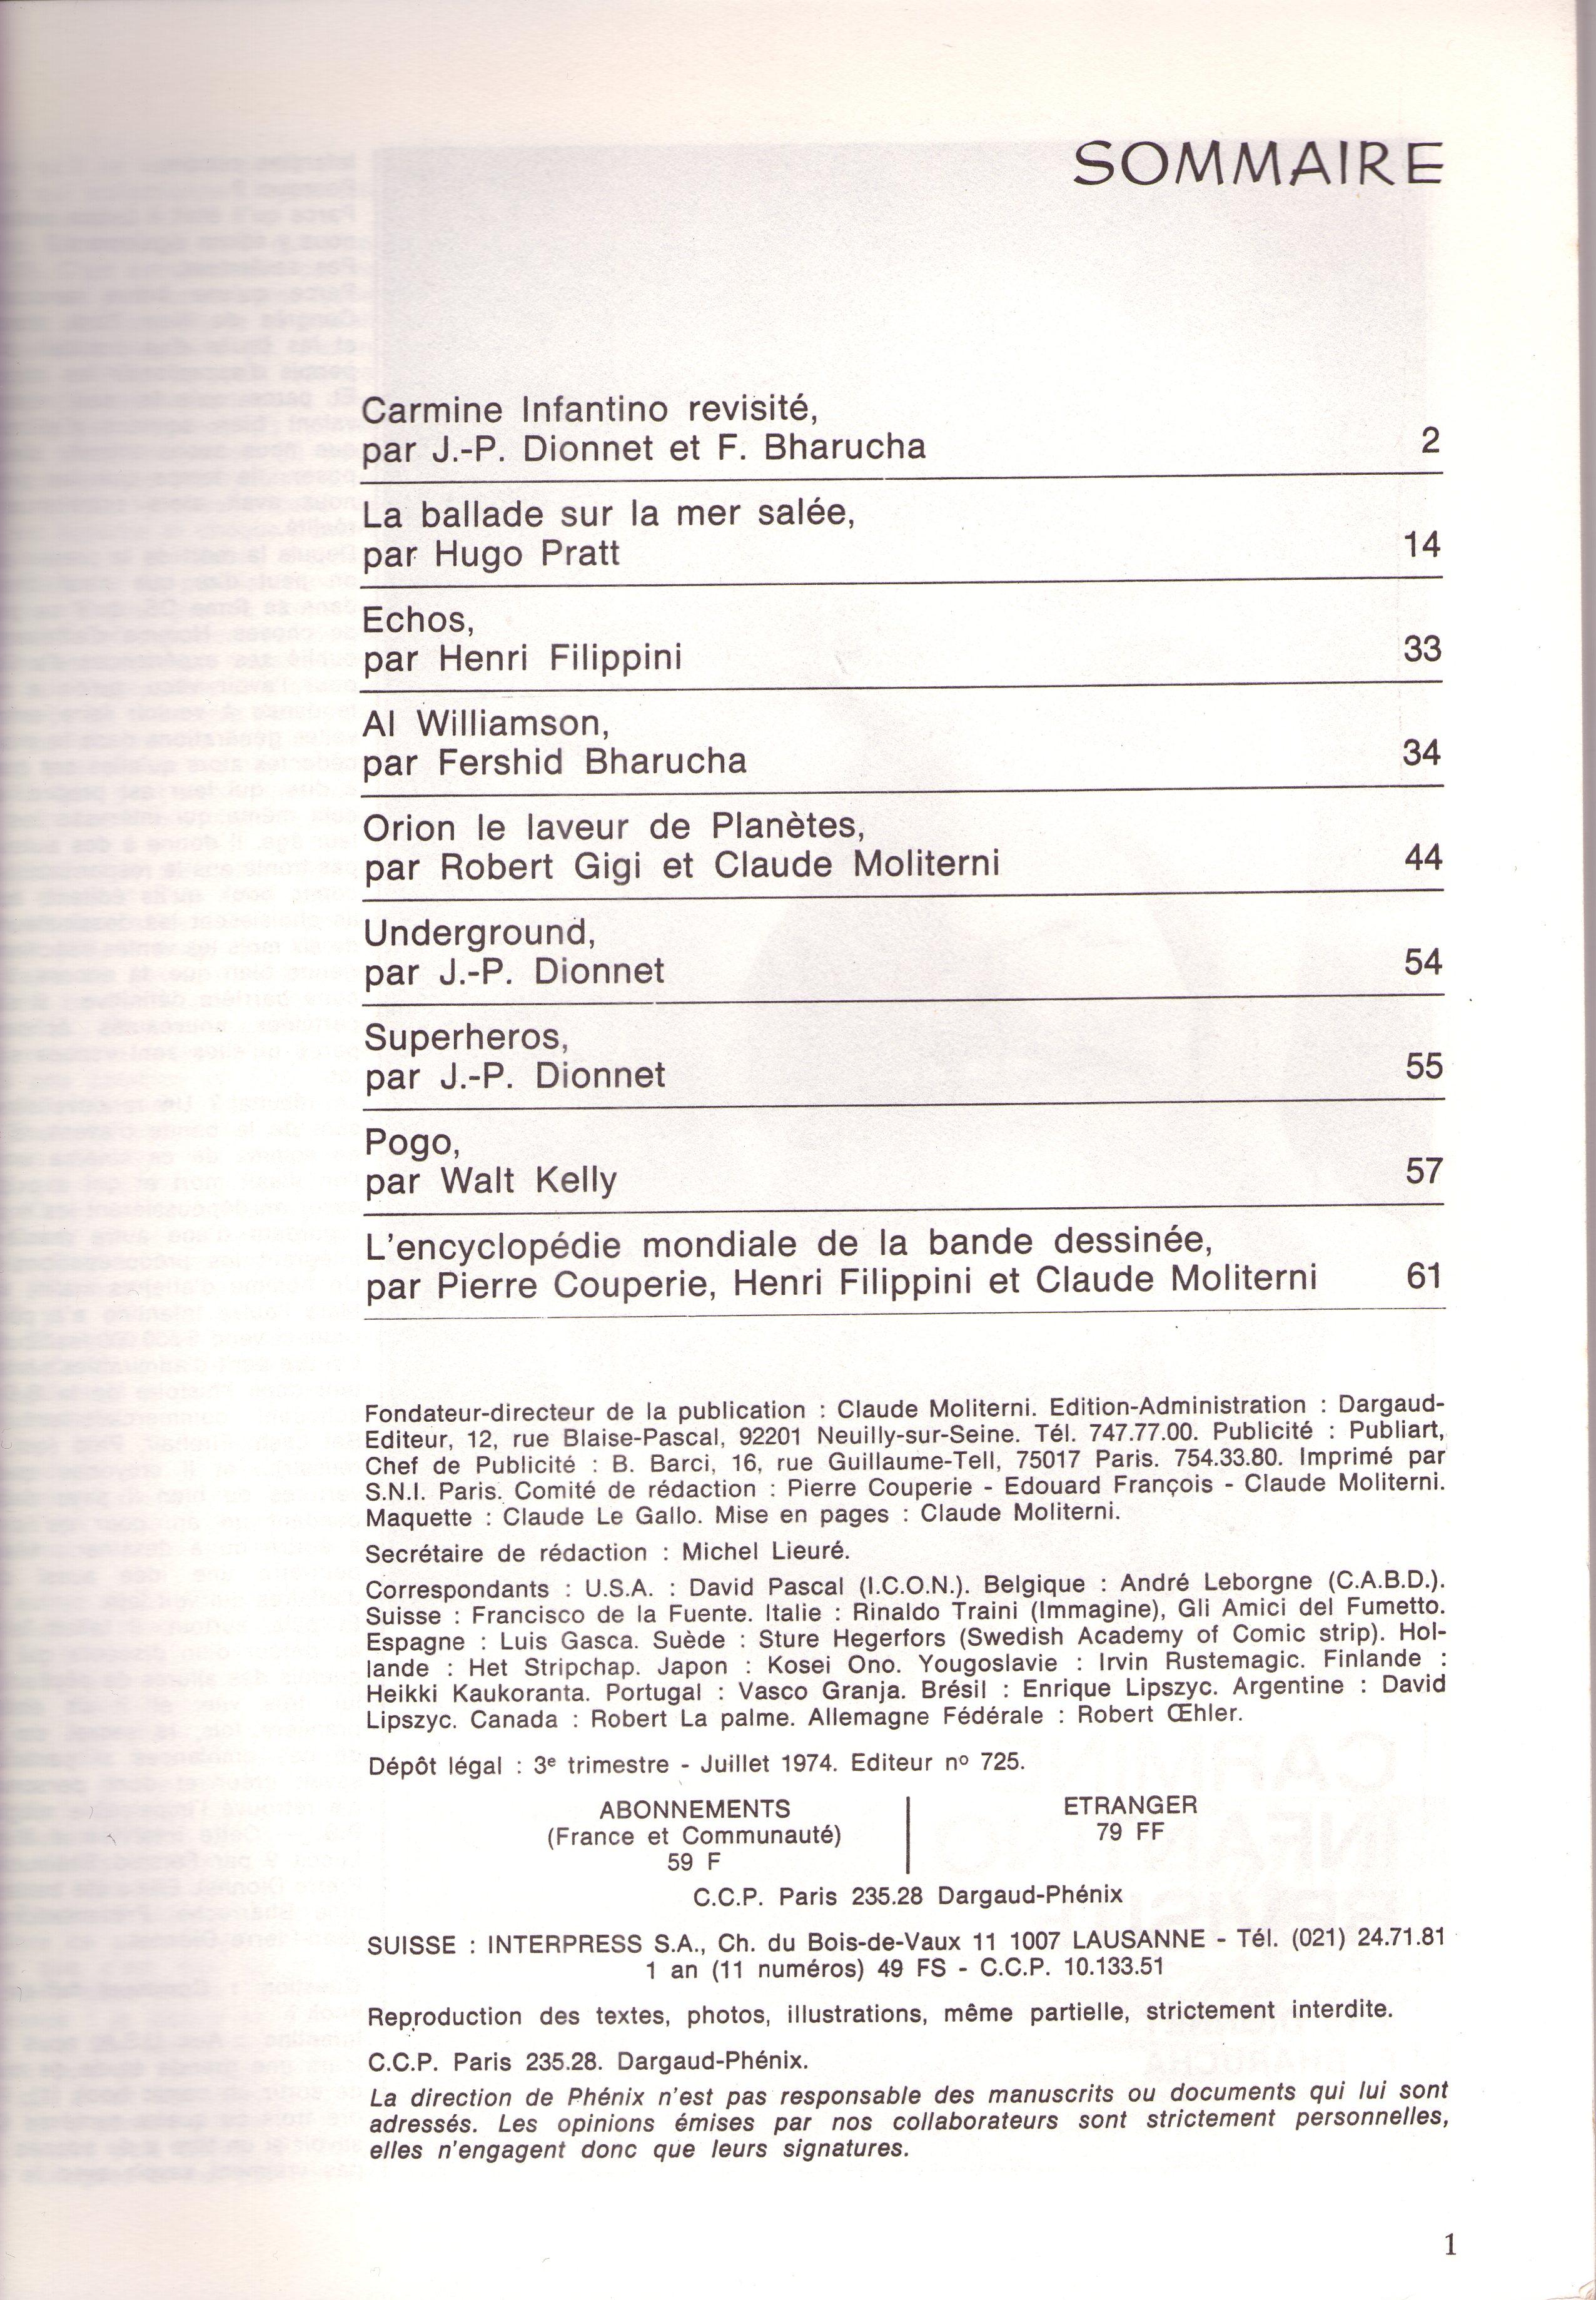 SOMMAIRE
Carmine Infantino revisité,
par J.-P. Dionnet et F. Bharucha 2
La ballade sur la mer salée,
par Hugo Pratt 14
Echos,
par Henri Filippini 33
Al Williamson,
par Fershid Bharucha 34
Orion le laveur de Planètes,
par Robert Gigi et Claude Moliterni 44
Underground,
par J.-P. Dionnet 54
Superheros,
par J.-P. Dionnet 55
Pogo,
par Walt Kelly 57
L'encyclopédie mondiale de la bande dessinée,
par Pierre Couperie, Henri Filippini et Claude Moliterni 61
Fondateur-directeur de la publication : Claude Moliterni. Edition-Administration : Dargaud-
Editeur, 12, rue Blaise-Pascal, 92201 Neuilly-sur-Seine. Tél. 747.77.00. Publicité : Publiart,
Chef de Publicité : B. Barci, 16, rue Guillaume-Tell, 75017 Paris. 754.33.80. Imprimé par
S.N.I. Paris. Comité de rédaction : Pierre Couperie - Edouard François - Claude Moliterni.
Maquette : Claude Le Gallo. Mise en pages : Claude Moliterni.
Secrétaire de rédaction : Michel Lieuré.
Correspondants : U.S.A. : David Pascal (I.C.O.N.). Belgique : André Leborgne (C.A.B.D.).
Suisse : Francisco de la Fuente. Italie : Rinaldo Traini (Immagine), Gli Amici del Fumetto.
Espagne : Luis Gasca. Suède : Sture Hegerfors (Swedish Academy of Comic strip). Hol-
lande : Het Stripchap. Japon : Kosei Ono. Yougoslavie : Irvin Rustemagic. Finlande :
Heikki Kaukoranta. Portugal : Vasco Granja. Brésil : Enrique Lipszyc. Argentine : David
Lipszyc. Canada : Robert La palme. Allemagne Fédérale : Robert Œhler.
Dépôt légal : 3e trimestre - Juillet 1974. Editeur no 725.
ABONNEMENTS
(France et Communauté)
59 F
ETRANGER
79 FF
C.C.P. Paris 235.28 Dargaud-Phénix
SUISSE : INTERPRESS S.A., Ch. du Bois-de-Vaux 11 1007 LAUSANNE - Tél. (021) 24.71.81
1 an (11 numéros) 49 FS - C.C.P. 10.133.51
Reproduction des textes, photos, illustrations, même partielle, strictement interdite.
C.C.P. Paris 235.28. Dargaud-Phénix.
La direction de Phénix n'est pas responsable des manuscrits ou documents qui lui sont
adressés. Les opinions émises par nos collaborateurs sont strictement personnelles,
elles n'engagent donc que leurs signatures.
1